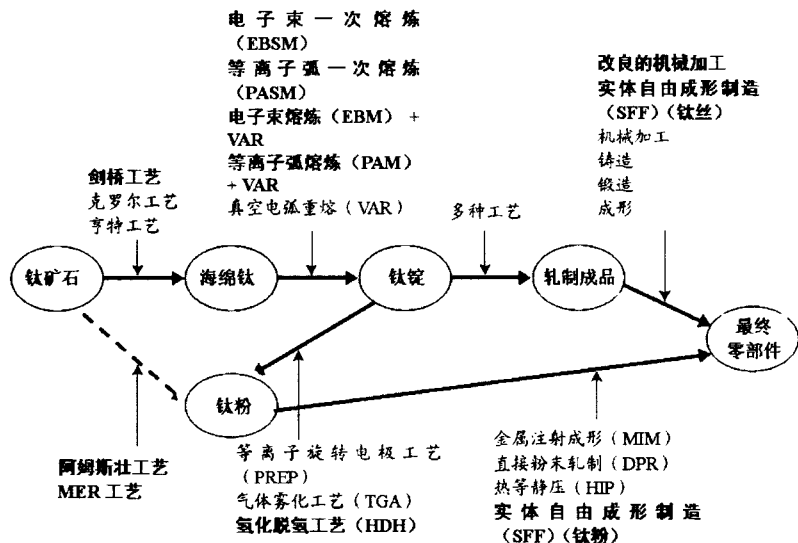 电子束一次熔炼
(EBSM)
等离子弧一次熔炼
(PASM)
电子束熔炼(EBM)+
VAR
等离子弧熔炼(PAM)
+ VAR
真空电弧重熔(VAR)
改良的机械加工
实体自由成形制造
(SFF)(钛丝)
机械加工
铸造
锻造
成形
剑桥工艺
克罗尔工艺
亨特工艺
多种工艺
钛矿石
海绵钛
钛锭
轧制成品
最终
零部件
钛粉
阿姆斯壮工艺
MER 工艺
等离子旋转电极工艺
(PREP)
气体雾化工艺(TGA)
氢化脱氢工艺(HDH)
金属注射成形(MIM)
直接粉末轧制(DPR)
热等静压(HIP)
实体自由成形制造
(SFF)(钛粉)